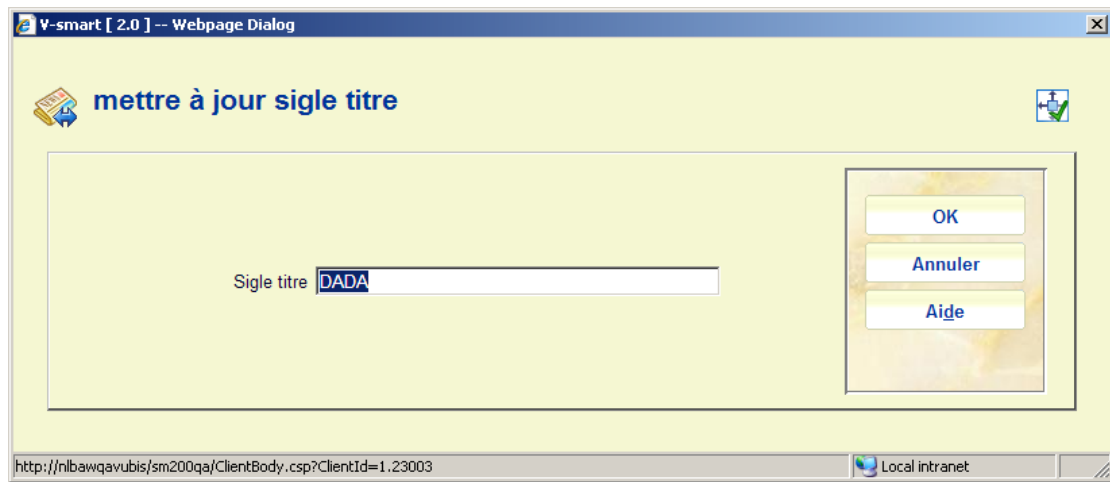 V-smart [ 2.0 ] -- Webpage Dialog
mettre à jour sigle titre
OK
Annuler
Sigle titre DADA
Aide
http://nlbawqavubis/sm200qa/ClientBody.csp?ClientId=1.23003 Local intranet